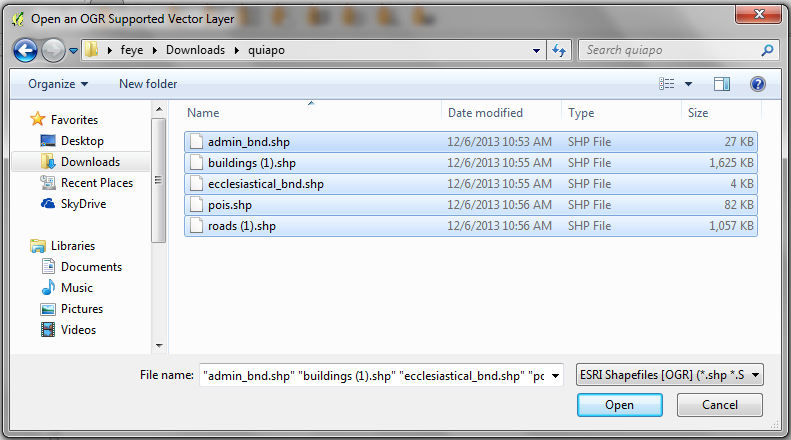 Open an OGR Supported Vector Layer
feye Downloads quiapo Search quiapo
Organize New folder
Name Date modified Type Size
Favorites
Desktop
Downloads
Recent Places
SkyDrive
Libraries
Documents
Music
Pictures
Videos
admin_bnd.shp 12/6/2013 10:53 AM SHP File 27 KB
buildings (1).shp 12/6/2013 10:55 AM SHP File 1,625 KB
ecclesiastical_bnd.shp 12/6/2013 10:55 AM SHP File 4 KB
pois.shp 12/6/2013 10:56 AM SHP File 82 KB
roads (1).shp 12/6/2013 10:56 AM SHP File 1,057 KB
File name: "admin_bnd.shp" "buildings (1).shp" "ecclesiastical_bnd.shp" "po ESRI Shapefiles [OGR] (*.shp *.S
Open Cancel